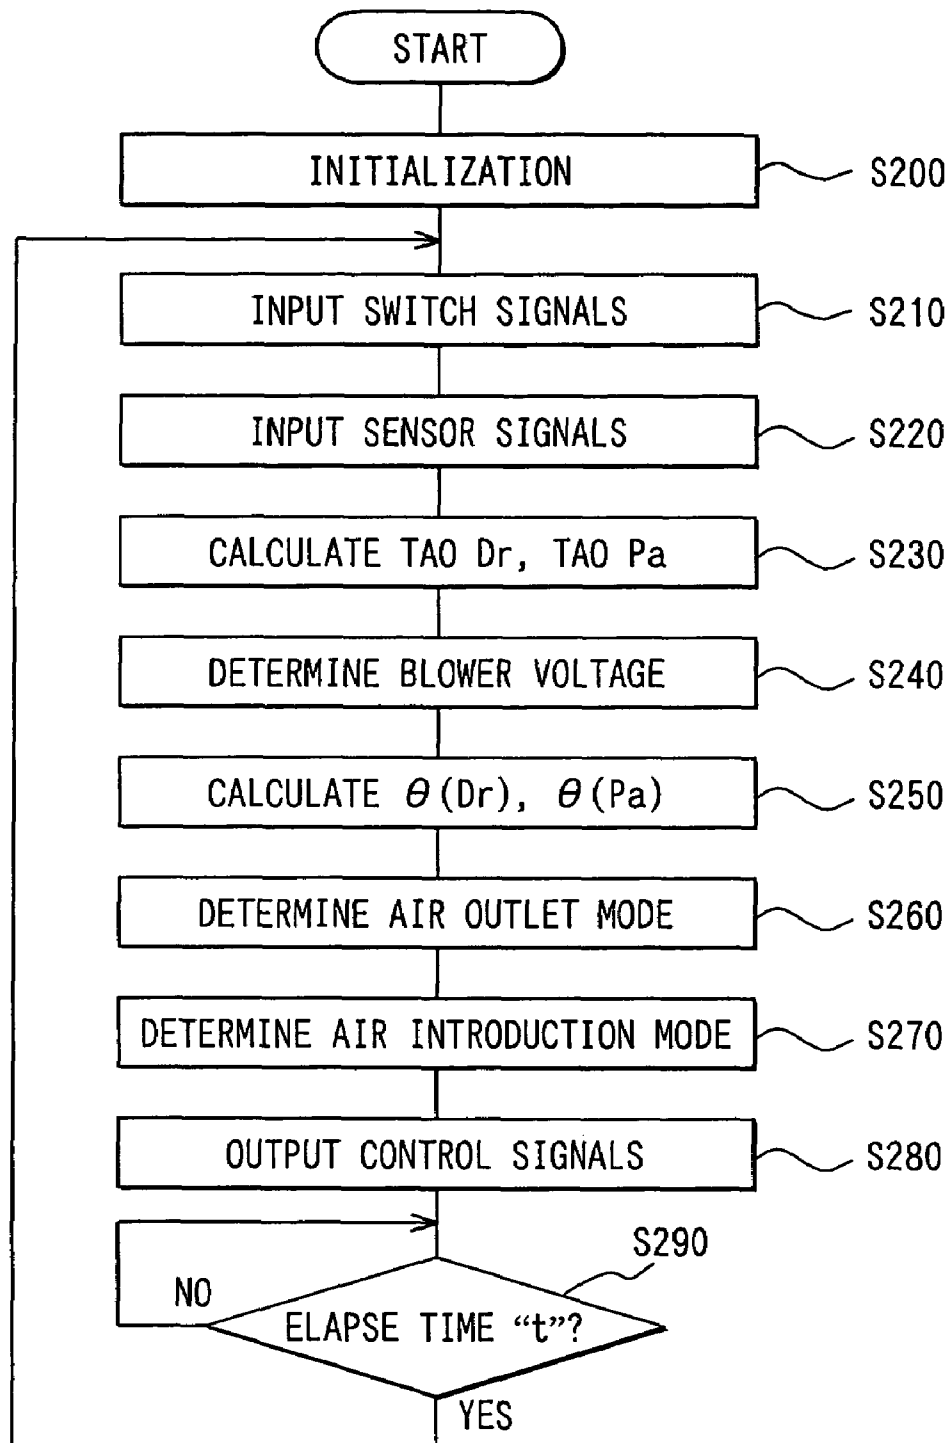 START
INITIALIZATION
S200
INPUT SWITCH SIGNALS
S210
INPUT SENSOR SIGNALS
S220
CALCULATE TAO Dr, TAO Pa
S230
DETERMINE BLOWER VOLTAGE
S240
CALCULATE θ(Dr), θ(Pa)
S250
DETERMINE AIR OUTLET MODE
S260
DETERMINE AIR INTRODUCTION MODE
S270
OUTPUT CONTROL SIGNALS
S280
S290
NO
ELAPSE TIME “t”?
YES